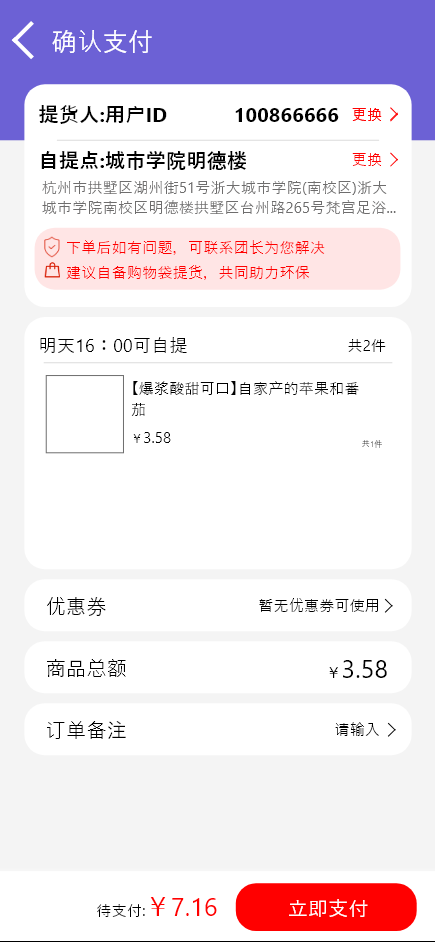 确认支付
提货人:用户ID 100866666 更换
自提点:城市学院明德楼 更换
杭州市拱墅区湖州街51号浙大城市学院(南校区)浙大
城市学院南校区明德楼拱墅区台州路265号梵宫足浴...
下单后如有问题，可联系团长为您解决
建议自备购物袋提货，共同助力环保
明天16：00可自提 共2件
【爆浆酸甜可口】自家产的苹果和番
茄
￥3.58 共1件
优惠券 暂无优惠券可使用
商品总额 ￥3.58
订单备注 请输入
待支付:￥7.16 立即支付